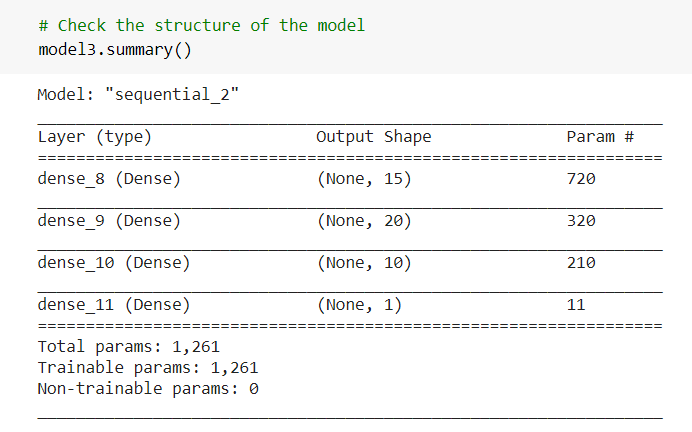 # Check the structure of the model
model3.summary()
Model: "sequential_2"
_________________________________________________________________
Layer (type)                 Output Shape              Param #
=================================================================
dense_8 (Dense)              (None, 15)                720
_________________________________________________________________
dense_9 (Dense)              (None, 20)                320
_________________________________________________________________
dense_10 (Dense)             (None, 10)                210
_________________________________________________________________
dense_11 (Dense)             (None, 1)                 11
=================================================================
Total params: 1,261
Trainable params: 1,261
Non-trainable params: 0
_________________________________________________________________